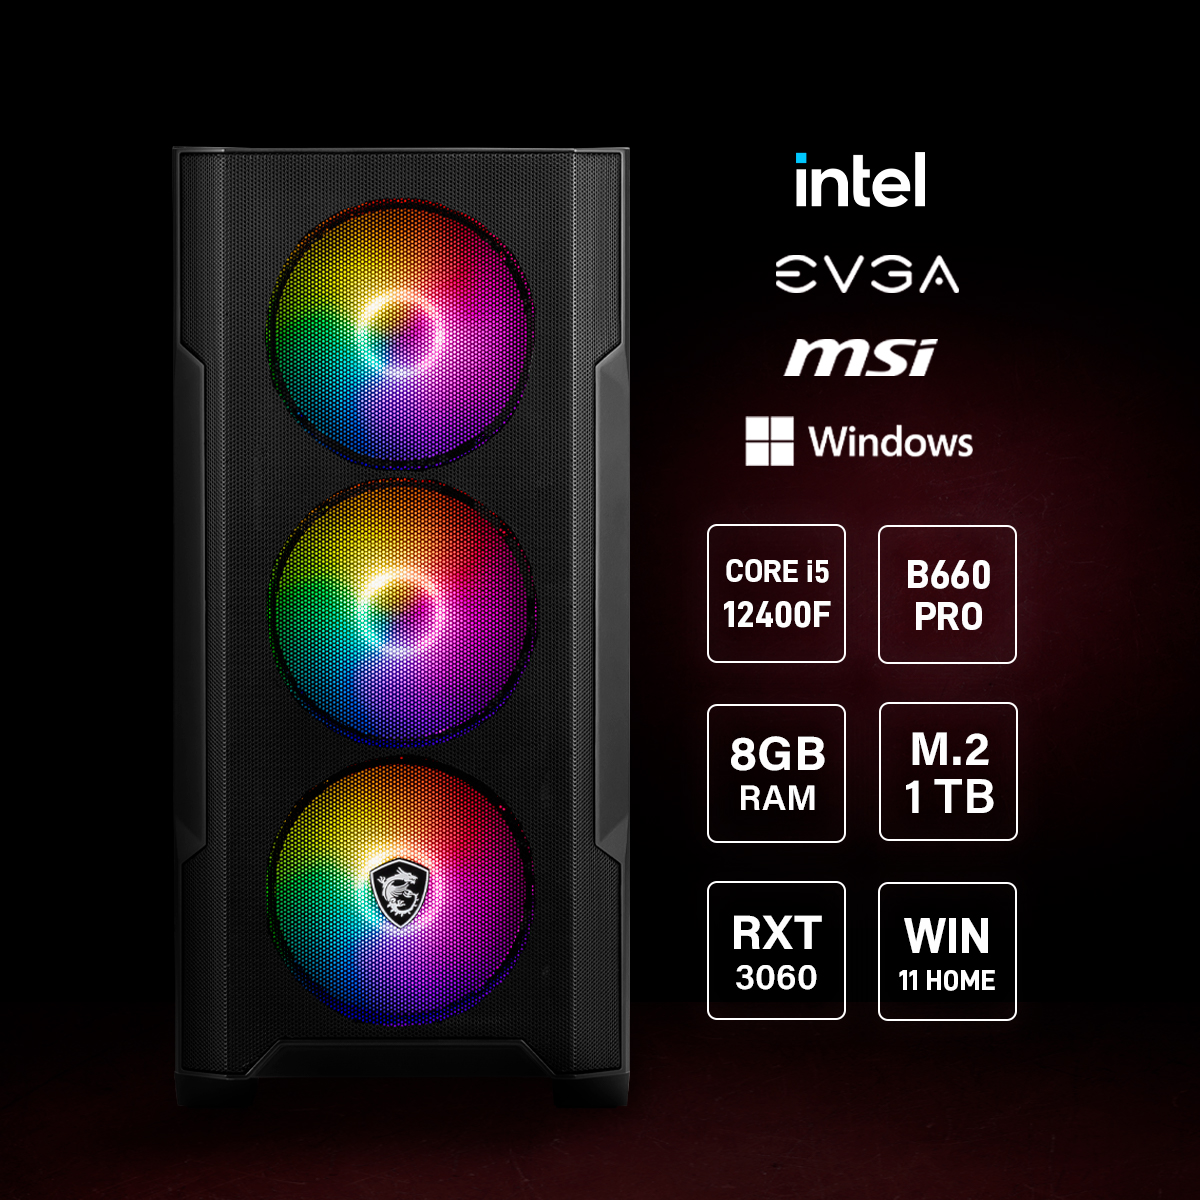 intel
EVGA
msi
Windows
CORE i5
12400F
B660
PRO
8GB
RAM
M.2
1 TB
RXT
3060
WIN
11 HOME